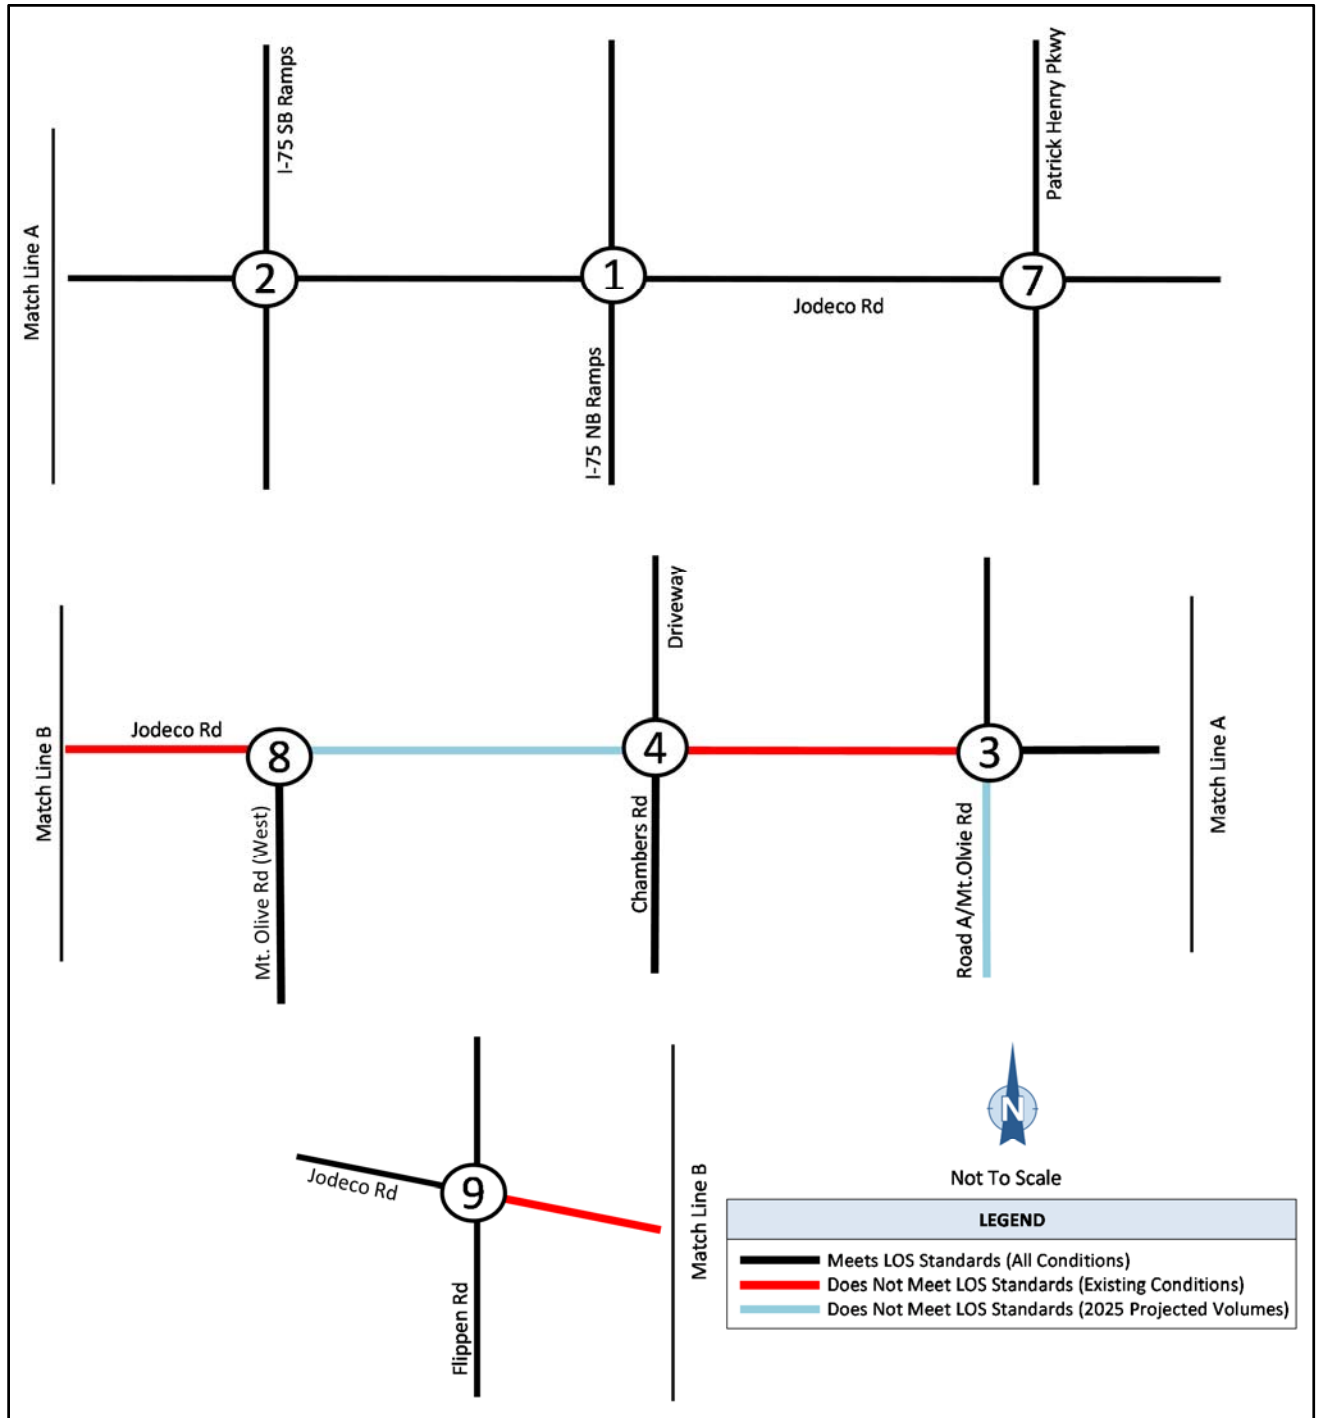 I-75 SB Ramps
Patrick Henry Pkwy
Match Line A
2
1
7
Jodeco Rd
I-75 NB Ramps
Driveway
Match Line B
Jodeco Rd
8
4
3
Match Line A
Mt. Olive Rd (West)
Chambers Rd
Road A/Mt.Olvie Rd
N
Jodeco Rd
9
Match Line B
Flippen Rd
Not To Scale
LEGEND
Meets LOS Standards (All Conditions)
Does Not Meet LOS Standards (Existing Conditions)
Does Not Meet LOS Standards (2025 Projected Volumes)